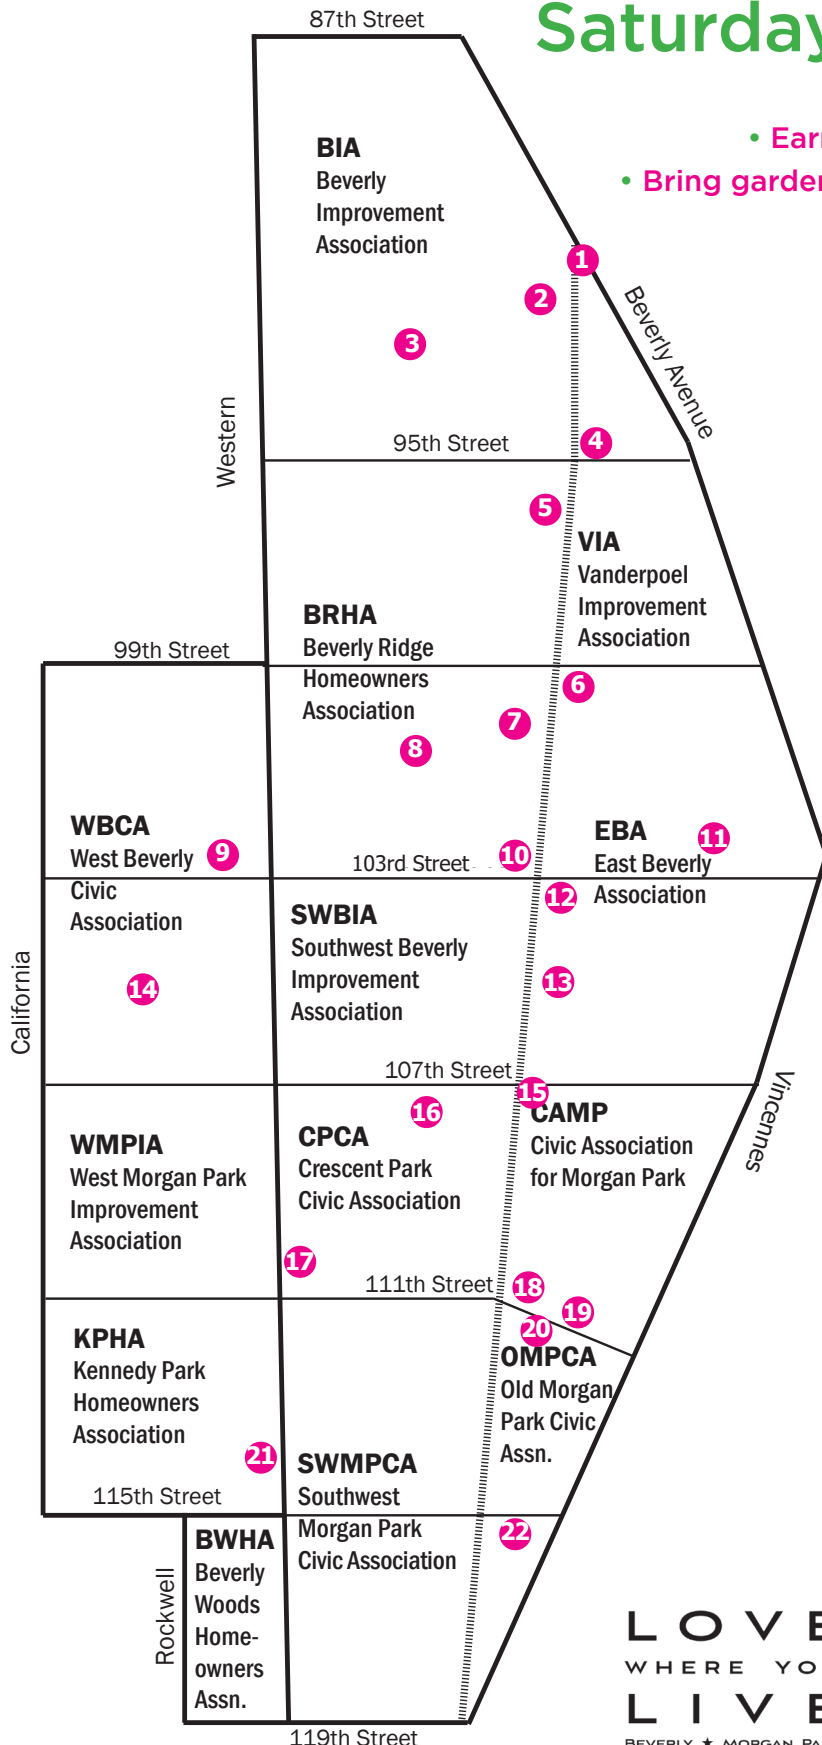 87th Street
Saturday
• Earn
• Bring garden
BIA
Beverly
Improvement
Association
1
2
3
Beverly Avenue
Western
95th Street
4
5
VIA
Vanderpoel
Improvement
Association
BRHA
Beverly Ridge
Homeowners
Association
99th Street
6
7
8
WBCA
West Beverly
Civic
Association
9
103rd Street
10
EBA
East Beverly
Association
11
12
SWBIA
Southwest Beverly
Improvement
Association
13
14
California
107th Street
15
Vincennes
CAMP
Civic Association
for Morgan Park
16
CPCA
Crescent Park
Civic Association
WMPIA
West Morgan Park
Improvement
Association
17
111th Street
18
19
20
OMPCA
Old Morgan
Park Civic
Assn.
KPHA
Kennedy Park
Homeowners
Association
21
SWMPCA
Southwest
Morgan Park
Civic Association
115th Street
22
BWHA
Beverly
Woods
Home-
owners
Assn.
Rockwell
119th Street
LOVE
WHERE YO
LIVE
BEVERLY ★ MORGAN PA